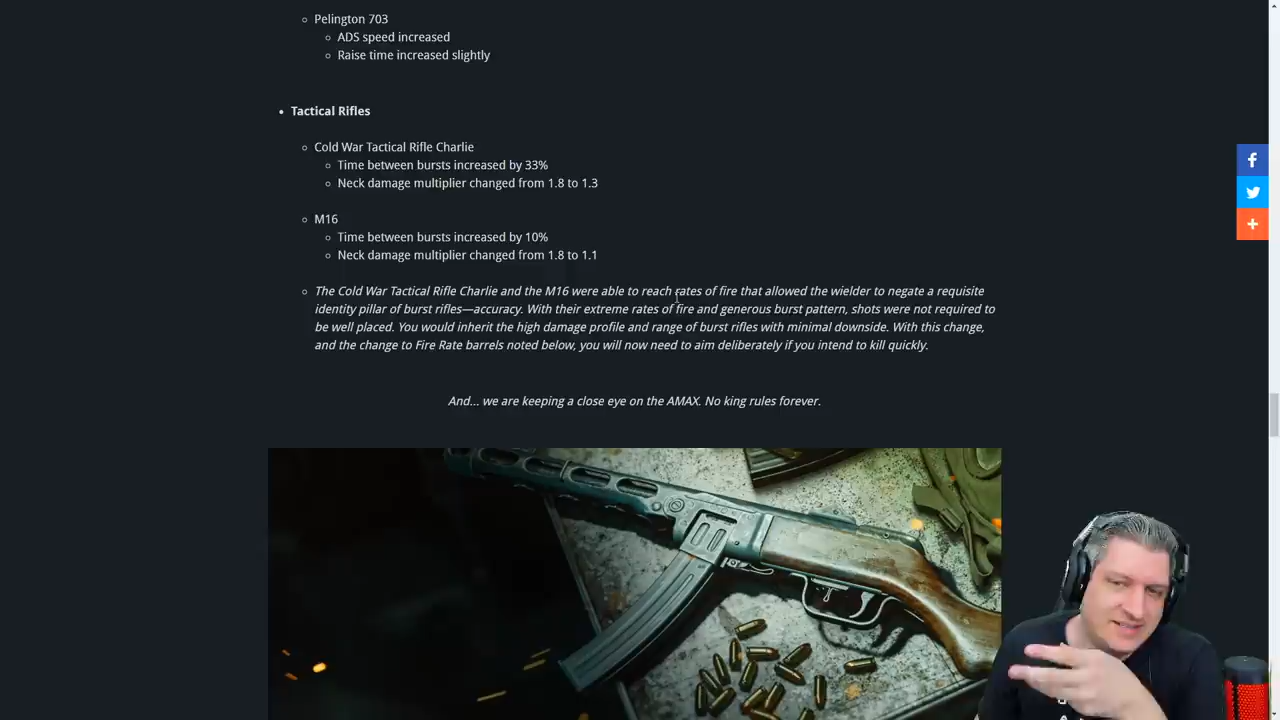 Pelington 703
ADS speed increased
Raise time increased slightly
Tactical Rifles
Cold War Tactical Rifle Charlie
Time between bursts increased by 33%
Neck damage multiplier changed from 1.8 to 1.3
M16
Time between bursts increased by 10%
Neck damage multiplier changed from 1.8 to 1.1
The Cold War Tactical Rifle Charlie and the M16 were able to reach rates of fire that allowed the wielder to negate a requisite
identity pillar of burst rifles—accuracy. With their extreme rates of fire and generous burst pattern, shots were not required to
be well placed. You would inherit the high damage profile and range of burst rifles with minimal downside. With this change,
and the change to Fire Rate barrels noted below, you will now need to aim deliberately if you intend to kill quickly.
And... we are keeping a close eye on the AMAX. No king rules forever.